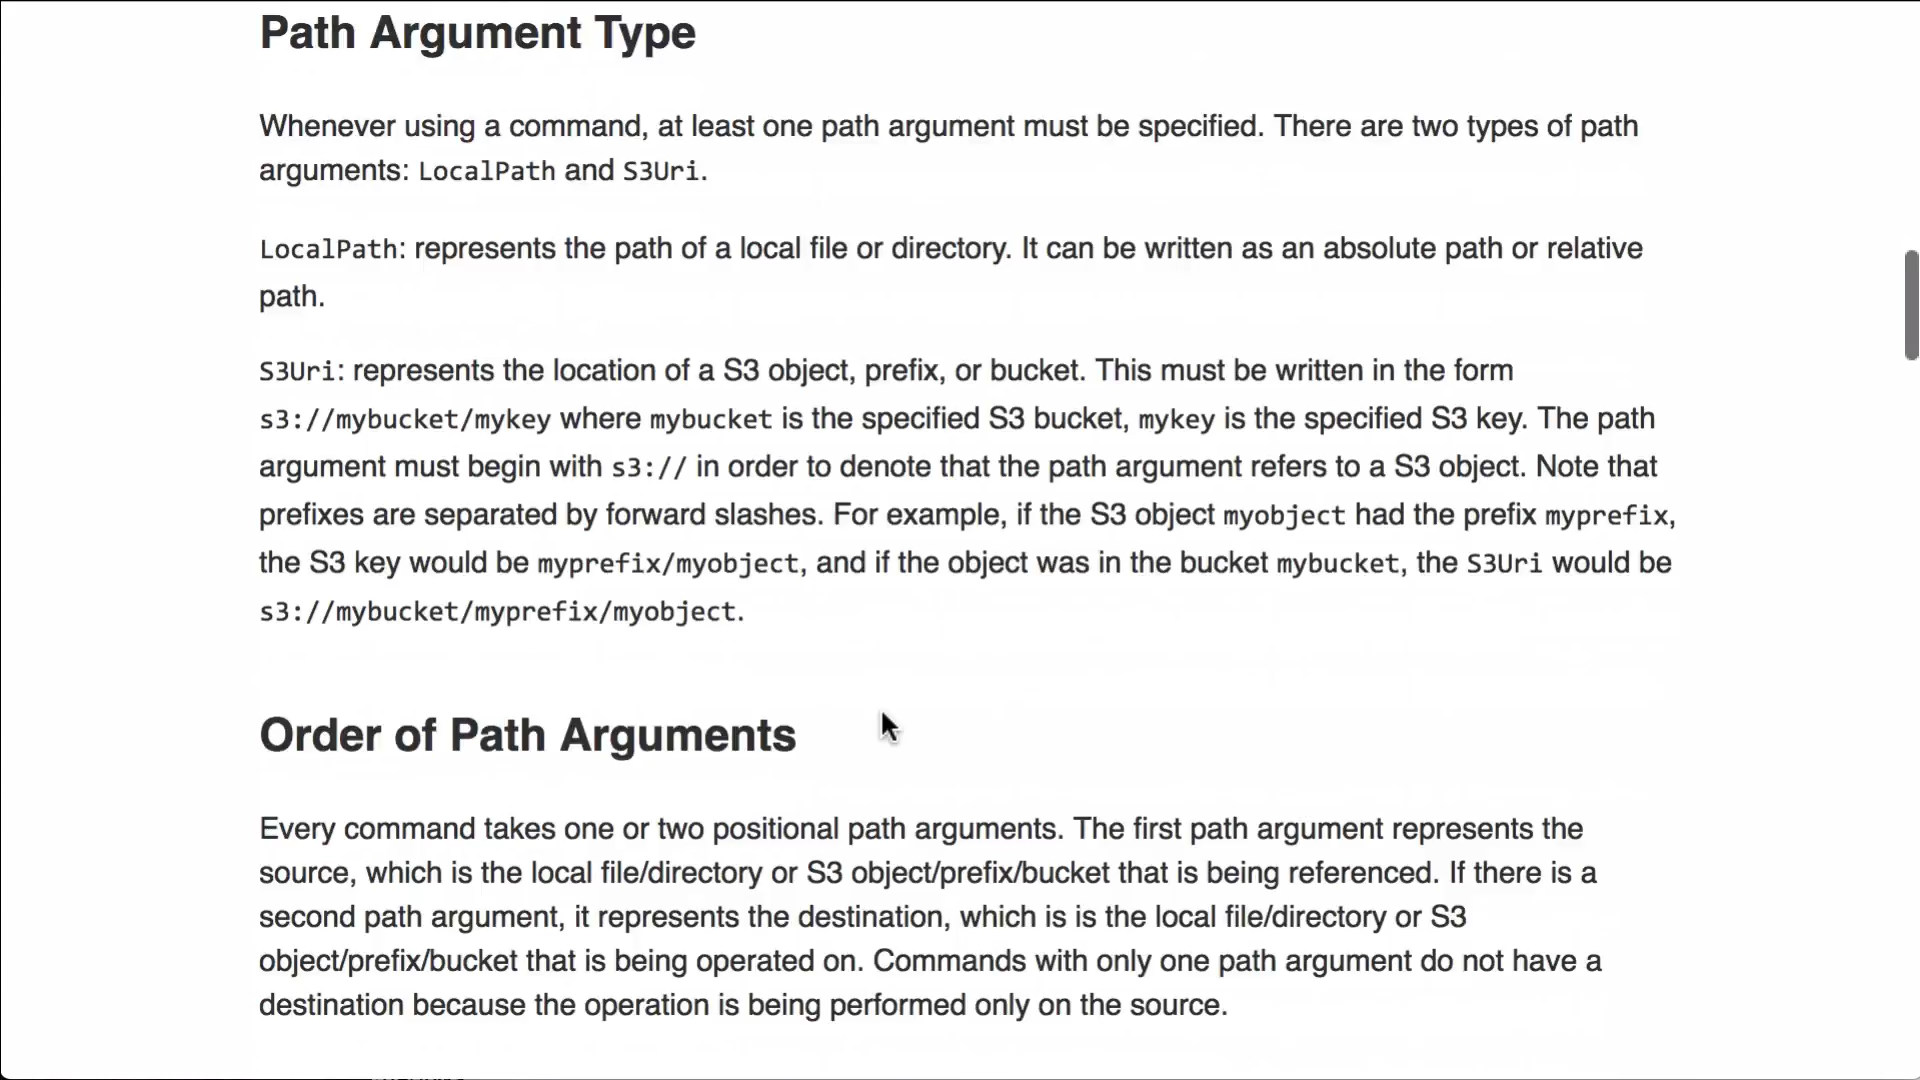 Path Argument Type
Whenever using a command, at least one path argument must be specified. There are two types of path
arguments: LocalPath and S3Uri.
LocalPath: represents the path of a local file or directory. It can be written as an absolute path or relative
path.
S3Uri: represents the location of a S3 object, prefix, or bucket. This must be written in the form
s3://mybucket/mykey where mybucket is the specified S3 bucket, mykey is the specified S3 key. The path
argument must begin with s3:// in order to denote that the path argument refers to a S3 object. Note that
prefixes are separated by forward slashes. For example, if the S3 object myobject had the prefix myprefix,
the S3 key would be myprefix/myobject, and if the object was in the bucket mybucket, the S3Uri would be
s3://mybucket/myprefix/myobject.
Order of Path Arguments
Every command takes one or two positional path arguments. The first path argument represents the
source, which is the local file/directory or S3 object/prefix/bucket that is being referenced. If there is a
second path argument, it represents the destination, which is is the local file/directory or S3
object/prefix/bucket that is being operated on. Commands with only one path argument do not have a
destination because the operation is being performed only on the source.